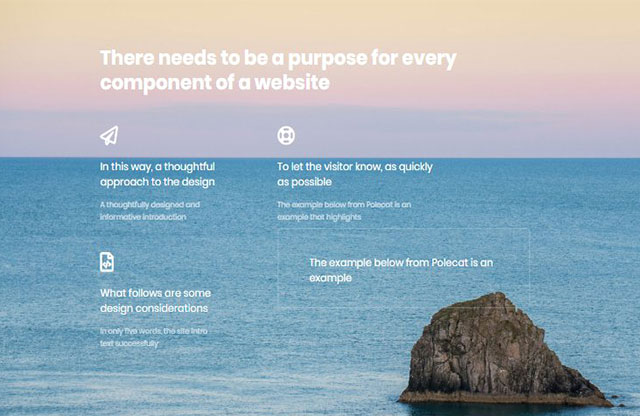 There needs to be a purpose for every
component of a website
In this way, a thoughtful
approach to the design
A thoughtfully designed and
informative introduction
To let the visitor know, as quickly
as possible
The example below from Polecat is an
example that highlights
The example below from Polecat is an
example
What follows are some
design considerations
In only five words, the site intro
text successfully